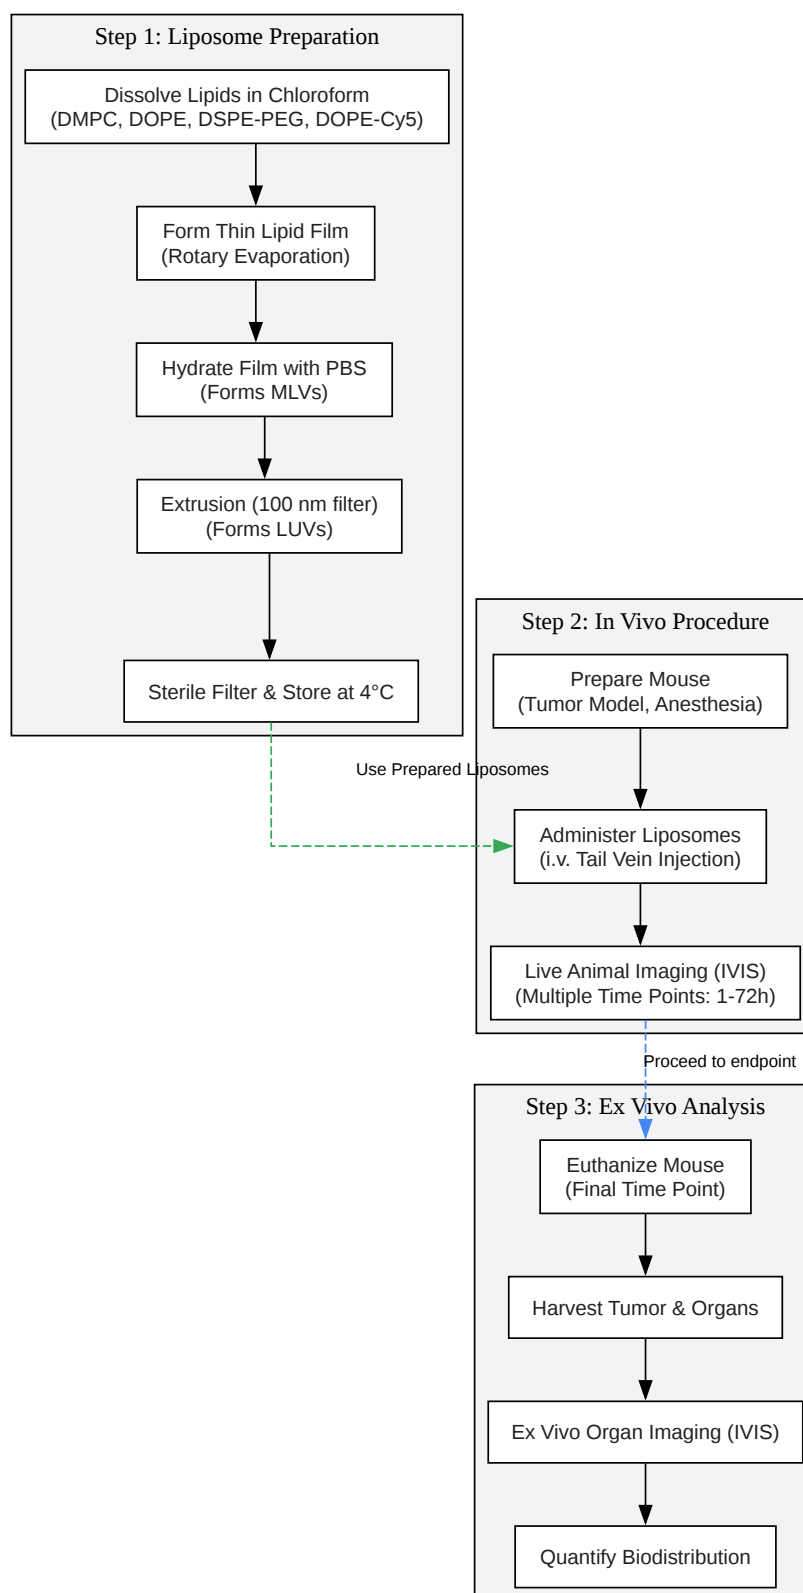 Step 1: Liposome Preparation
Dissolve Lipids in Chloroform
(DMPC, DOPE, DSPE-PEG, DOPE-Cy5)
Form Thin Lipid Film
(Rotary Evaporation)
Hydrate Film with PBS
(Forms MLVs)
Extrusion (100 nm filter)
(Forms LUVs)
Sterile Filter & Store at 4°C
Use Prepared Liposomes
Step 2: In Vivo Procedure
Prepare Mouse
(Tumor Model, Anesthesia)
Administer Liposomes
(i.v. Tail Vein Injection)
Live Animal Imaging (IVIS)
(Multiple Time Points: 1-72h)
Proceed to endpoint
Step 3: Ex Vivo Analysis
Euthanize Mouse
(Final Time Point)
Harvest Tumor & Organs
Ex Vivo Organ Imaging (IVIS)
Quantify Biodistribution